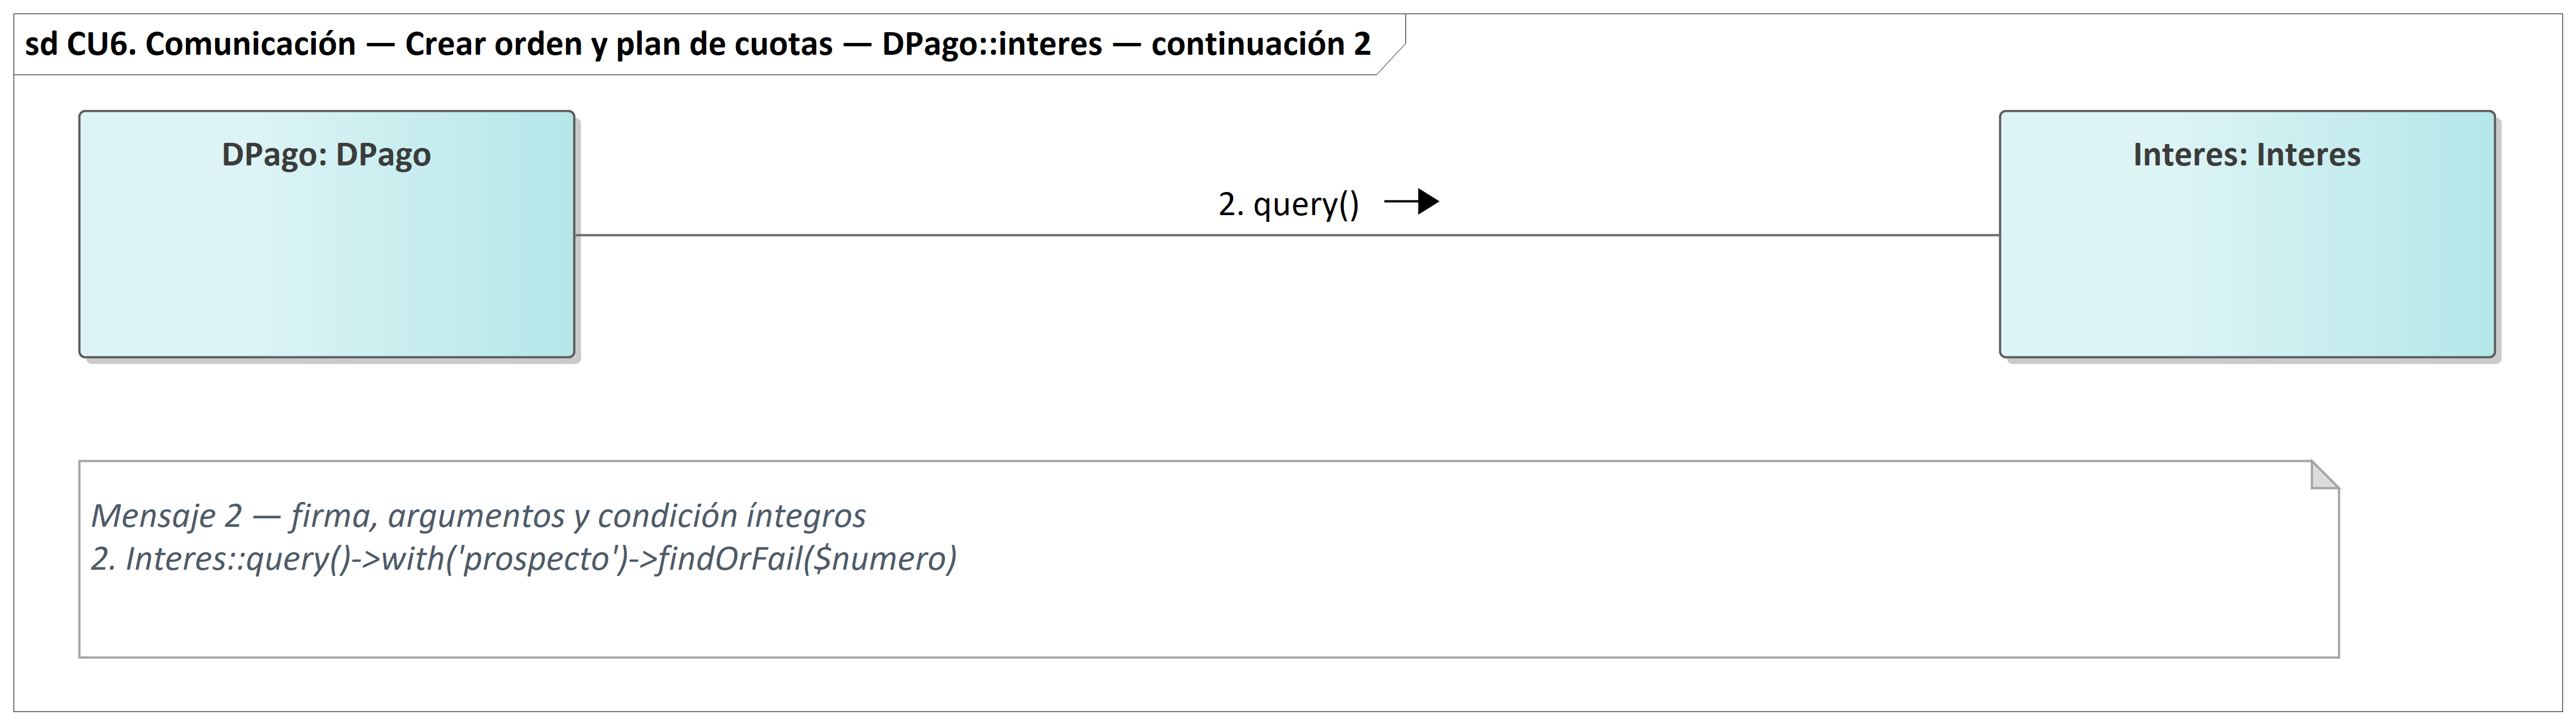 sd CU6. Comunicación — Crear orden y plan de cuotas — DPago::interes — continuación 2
DPago: DPago
Interes: Interes
2. query()
Mensaje 2 — firma, argumentos y condición íntegros
2. Interes::query()->with('prospecto')->findOrFail($numero)